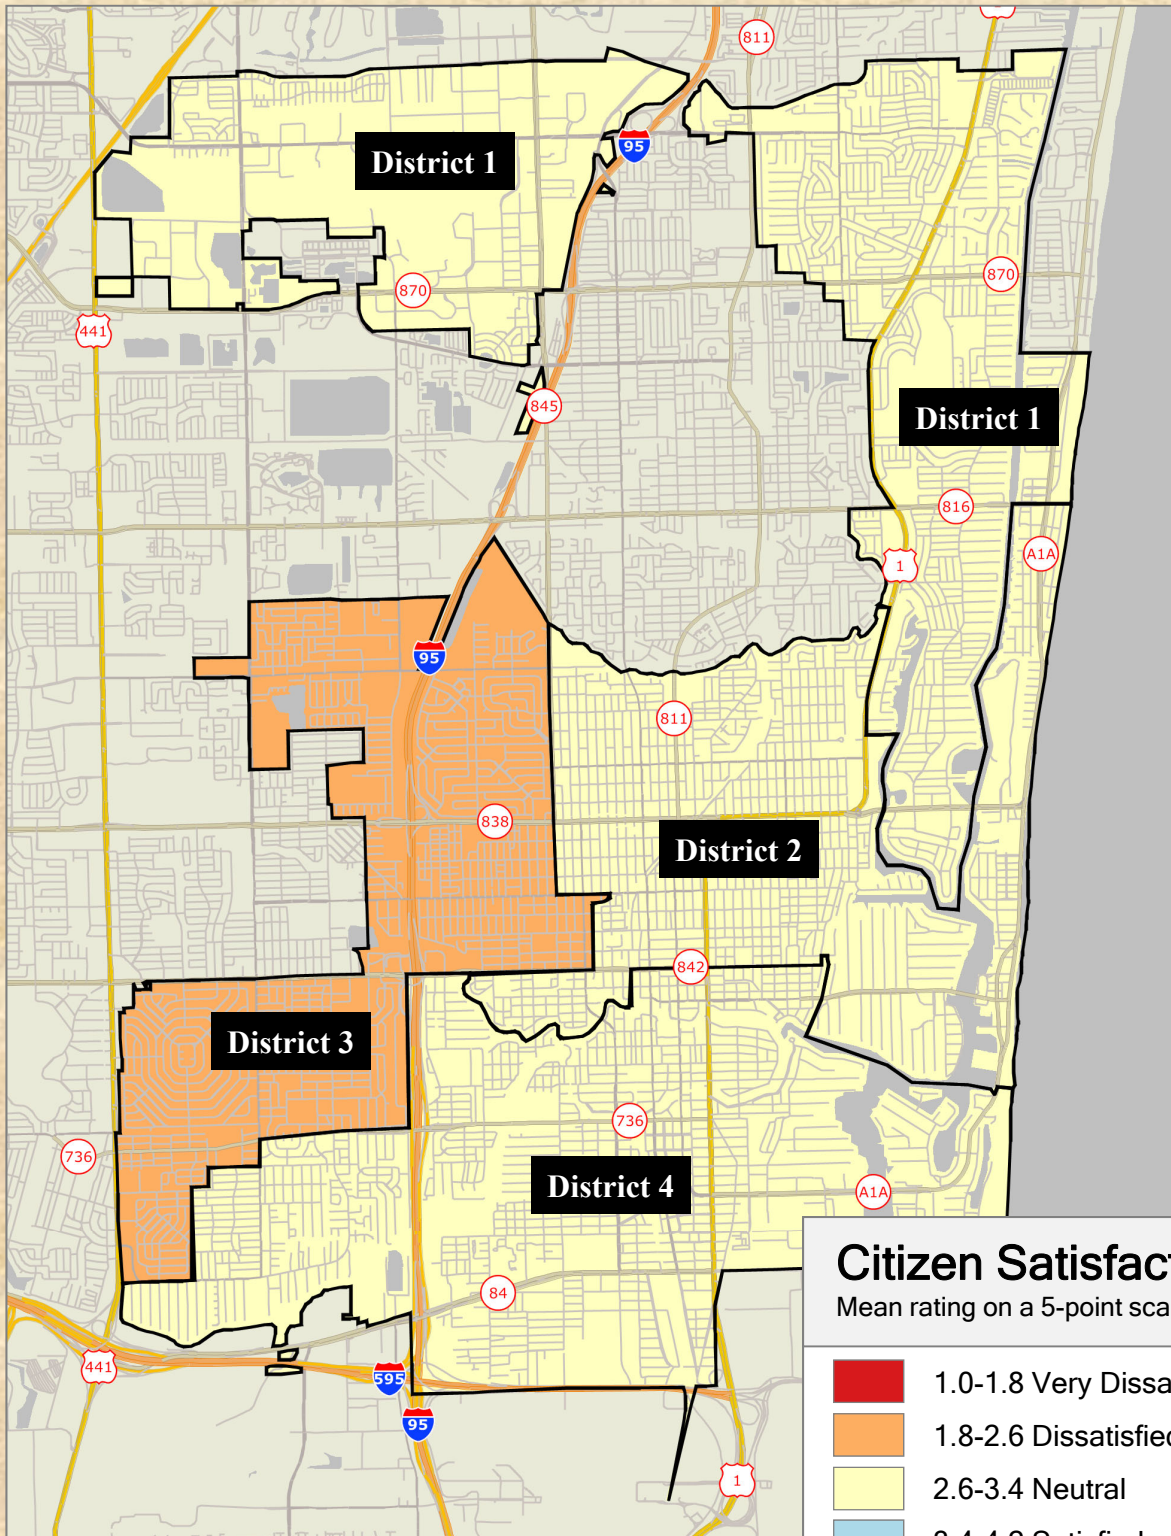 811
95
District 1
870
870
441
845
District 1
816
A1A
1
95
811
838
District 2
842
District 3
736
736
District 4
A1A
84
441
595
95
1
Citizen Satisfact
Mean rating on a 5-point sca
1.0-1.8 Very Dissa
1.8-2.6 Dissatisfied
2.6-3.4 Neutral